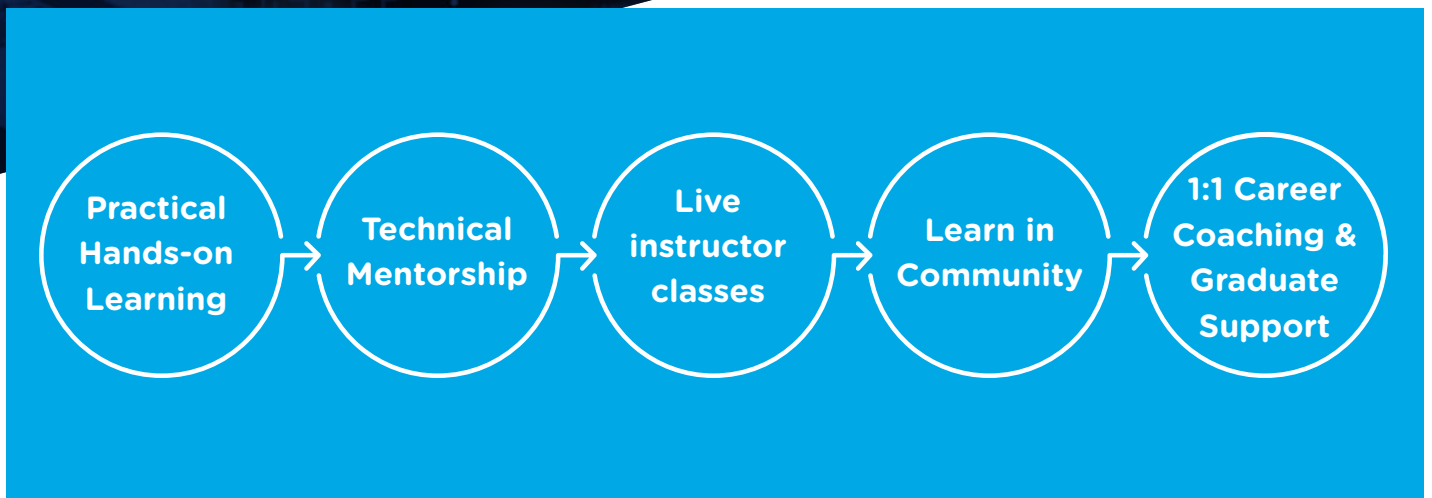 Practical
Hands-on
Learning
Technical
Mentorship
Live
instructor
classes
Learn in
Community
1:1 Career
Coaching &
Graduate
Support